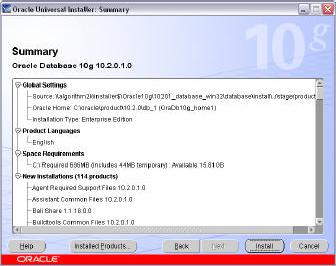 Oracle Universal Installer: Summary
10g
Summary
Oracle Database 10g 10.2.0.1.0
Global Settings
Source: \\algorithm2k\installer$\Oracle10g\10201_database_win32\database\install\../stage/product
Oracle Home: C:\oracle\product\10.2.0\db_1 (OraDb10g_home1)
Installation Type: Enterprise Edition
Product Languages
English
Space Requirements
C:\ Required 686MB (includes 44MB temporary) : Available 15.81GB
New Installations (114 products)
Agent Required Support Files 10.2.0.1.0
Assistant Common Files 10.2.0.1.0
Bali Share 1.1.18.0.0
Buildtools Common Files 10.2.0.1.0
Help Installed Products... Back Next Install Cancel
ORACLE